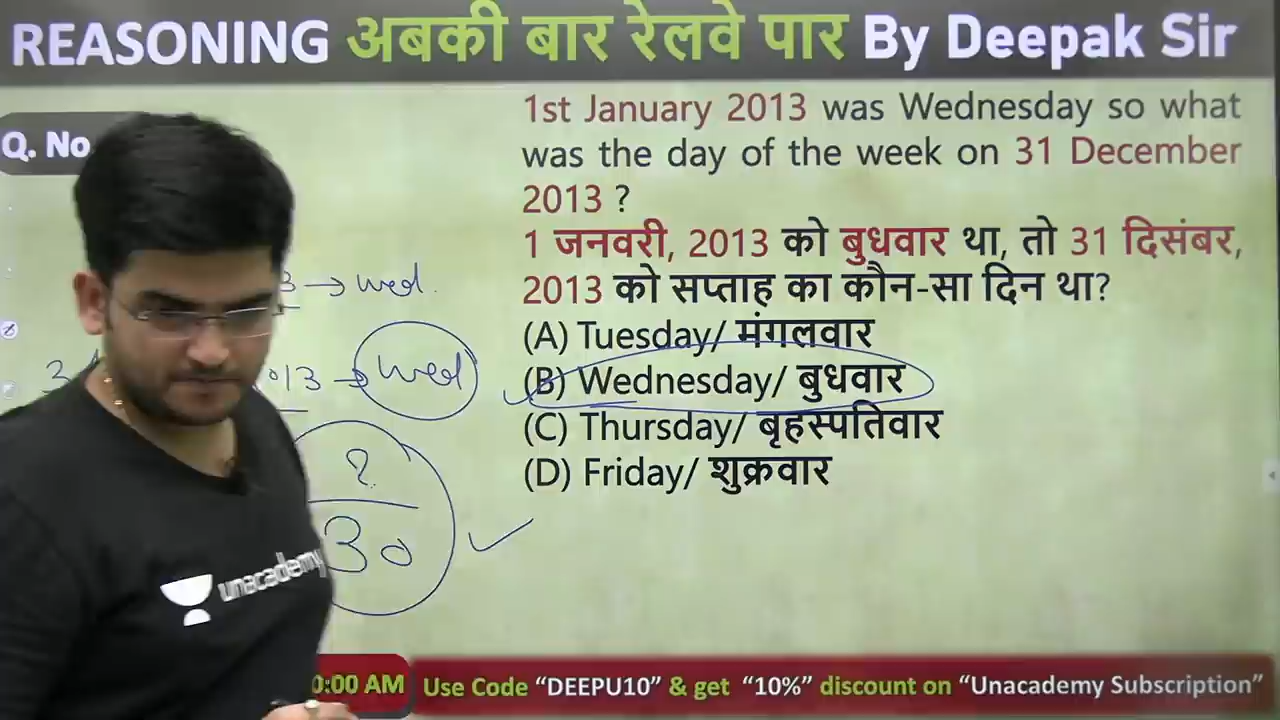 REASONING अबकी बार रेलवे पार By Deepak Sir
Q. No
1st January 2013 was Wednesday so what
was the day of the week on 31 December
2013 ?
1 जनवरी, 2013 को बुधवार था, तो 31 दिसंबर,
2013 को सप्ताह का कौन-सा दिन था?
(A) Tuesday/ मंगलवार
(B) Wednesday/ बुधवार
(C) Thursday/ बृहस्पतिवार
(D) Friday/ शुक्रवार
3 → wed.
013 → wed
?
30
unacademy
0:00 AM
Use Code “DEEPU10” & get “10%” discount on “Unacademy Subscription”